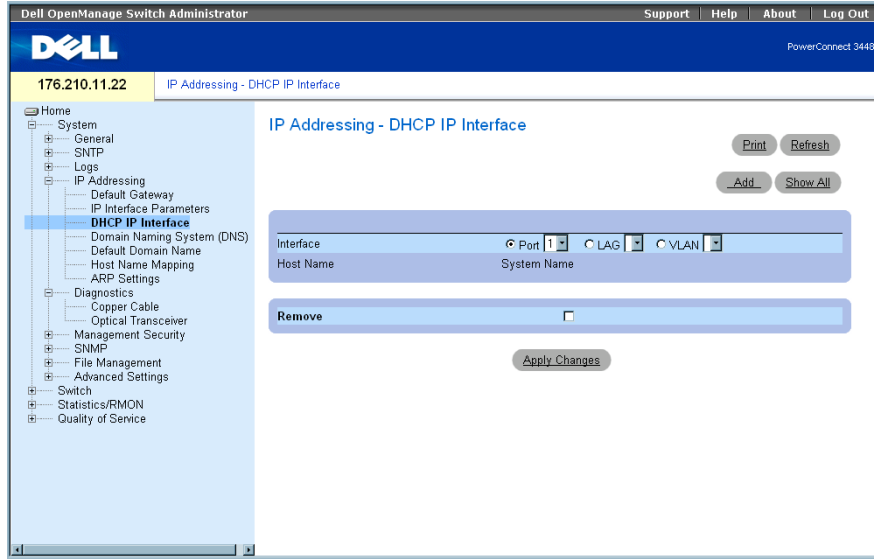 Dell OpenManage Switch Administrator
Support | Help | About | Log Out
DELL
PowerConnect 3448
176.210.11.22
IP Addressing - DHCP IP Interface
Home
System
General
SNTP
Logs
IP Addressing
Default Gateway
IP Interface Parameters
DHCP IP Interface
Domain Naming System (DNS)
Default Domain Name
Host Name Mapping
ARP Settings
Diagnostics
Copper Cable
Optical Transceiver
Management Security
SNMP
File Management
Advanced Settings
Switch
Statistics/RMON
Quality of Service
IP Addressing - DHCP IP Interface
Print Refresh
Add Show All
Interface Port 1 LAG VLAN
Host Name System Name
Remove
Apply Changes